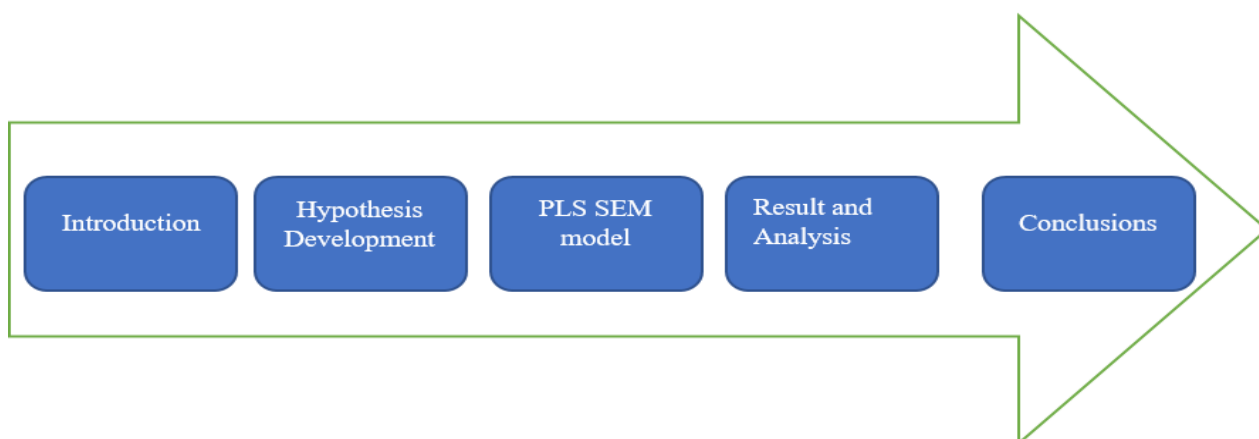 Introduction
Hypothesis
Development
PLS SEM
model
Result and
Analysis
Conclusions